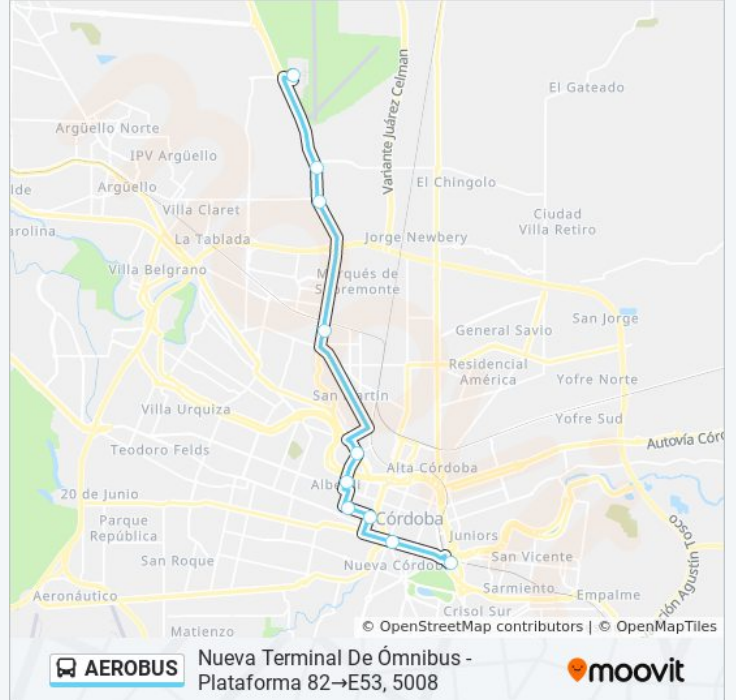 El Gateado
Variante Juárez Celman
Argüello Norte
IPV Argüello
El Chingolo
Argüello
lde
Villa Claret
Ciudad
Villa Retiro
arolina
La Tablada
Jorge Newbery
Villa Belgrano
Marqués de
Sobremonte
San Jorge
General Savio
Residencial
América
Yofre Norte
San Martín
Villa Urquiza
Yofre Sud
Autovía Córd
Teodoro Felds
Alta Córdoba
Alberdi
20 de Junio
Parque
República
Córdoba
Juniors
San Vicente
San Roque
Nueva Córdoba
Sarmiento
Empalme
Aeronáutico
ación Agustín Tosco
Crisol Sur
Matienzo
© OpenStreetMap contributors | © OpenMapTiles
AEROBUS
Nueva Terminal De Ómnibus -
Plataforma 82→E53, 5008
moovit